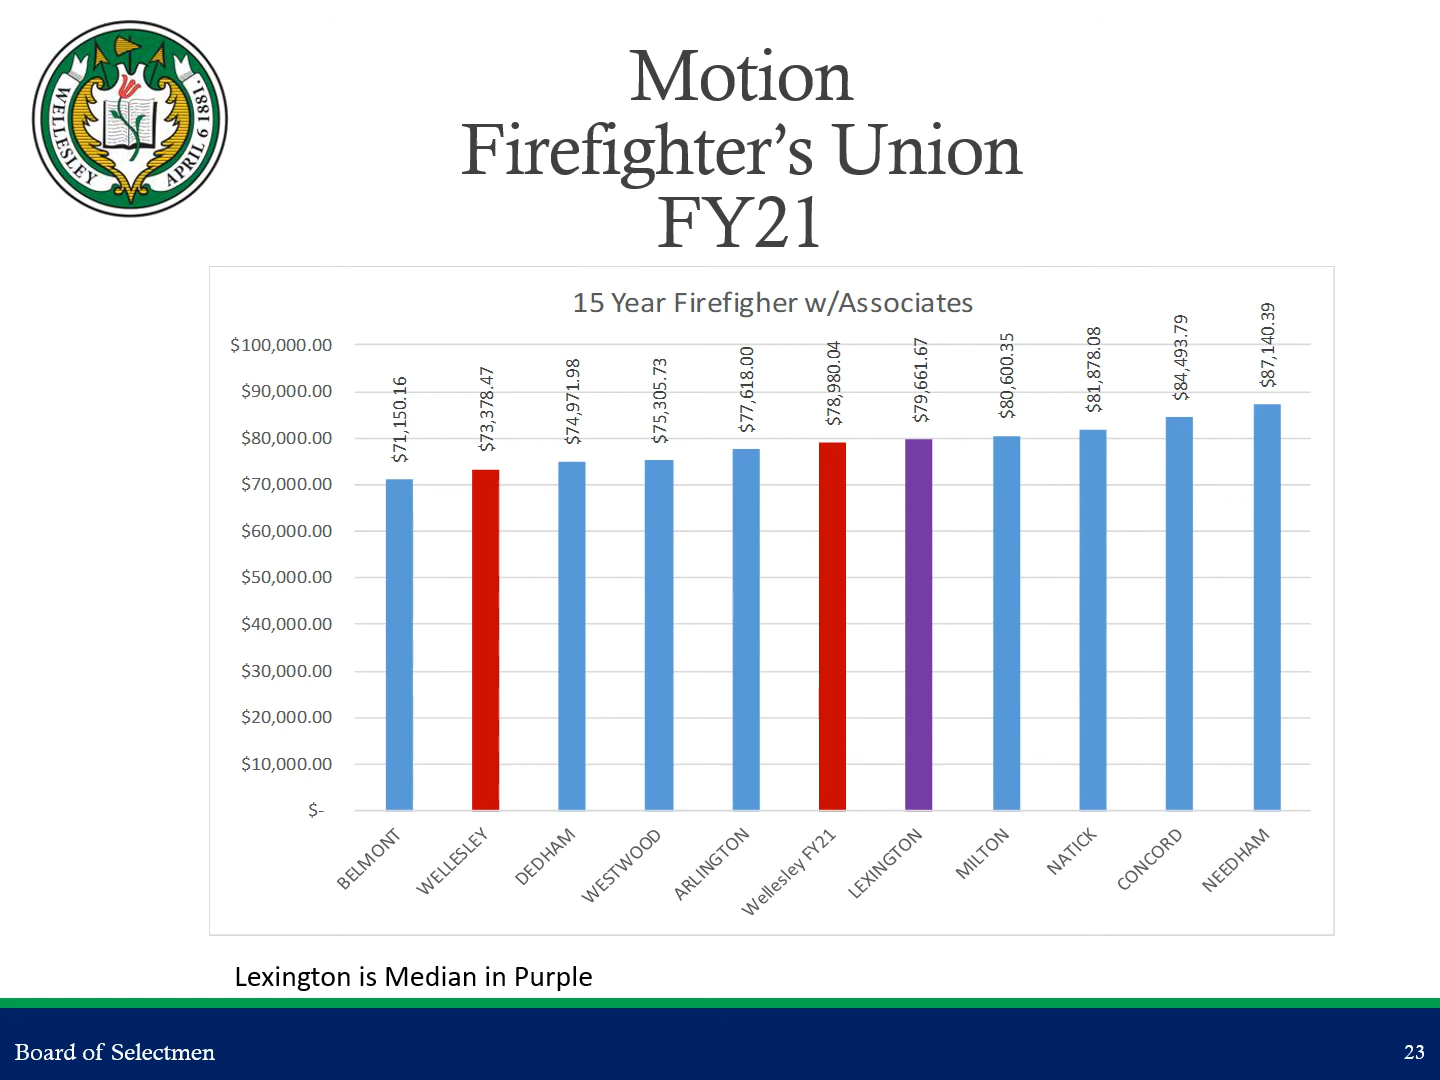 WELLESLEY
APRIL 6 1881.
Motion
Firefighter’s Union
FY21
15 Year Firefigher w/Associates
$100,000.00
$90,000.00
$80,000.00
$70,000.00
$60,000.00
$50,000.00
$40,000.00
$30,000.00
$20,000.00
$10,000.00
$-
$71,150.16
$73,378.47
$74,971.98
$75,305.73
$77,618.00
$78,980.04
$79,661.67
$80,600.35
$81,878.08
$84,493.79
$87,140.39
BELMONT
WELLESLEY
DEDHAM
WESTWOOD
ARLINGTON
Wellesley FY21
LEXINGTON
MILTON
NATICK
CONCORD
NEEDHAM
Lexington is Median in Purple
Board of Selectmen
23